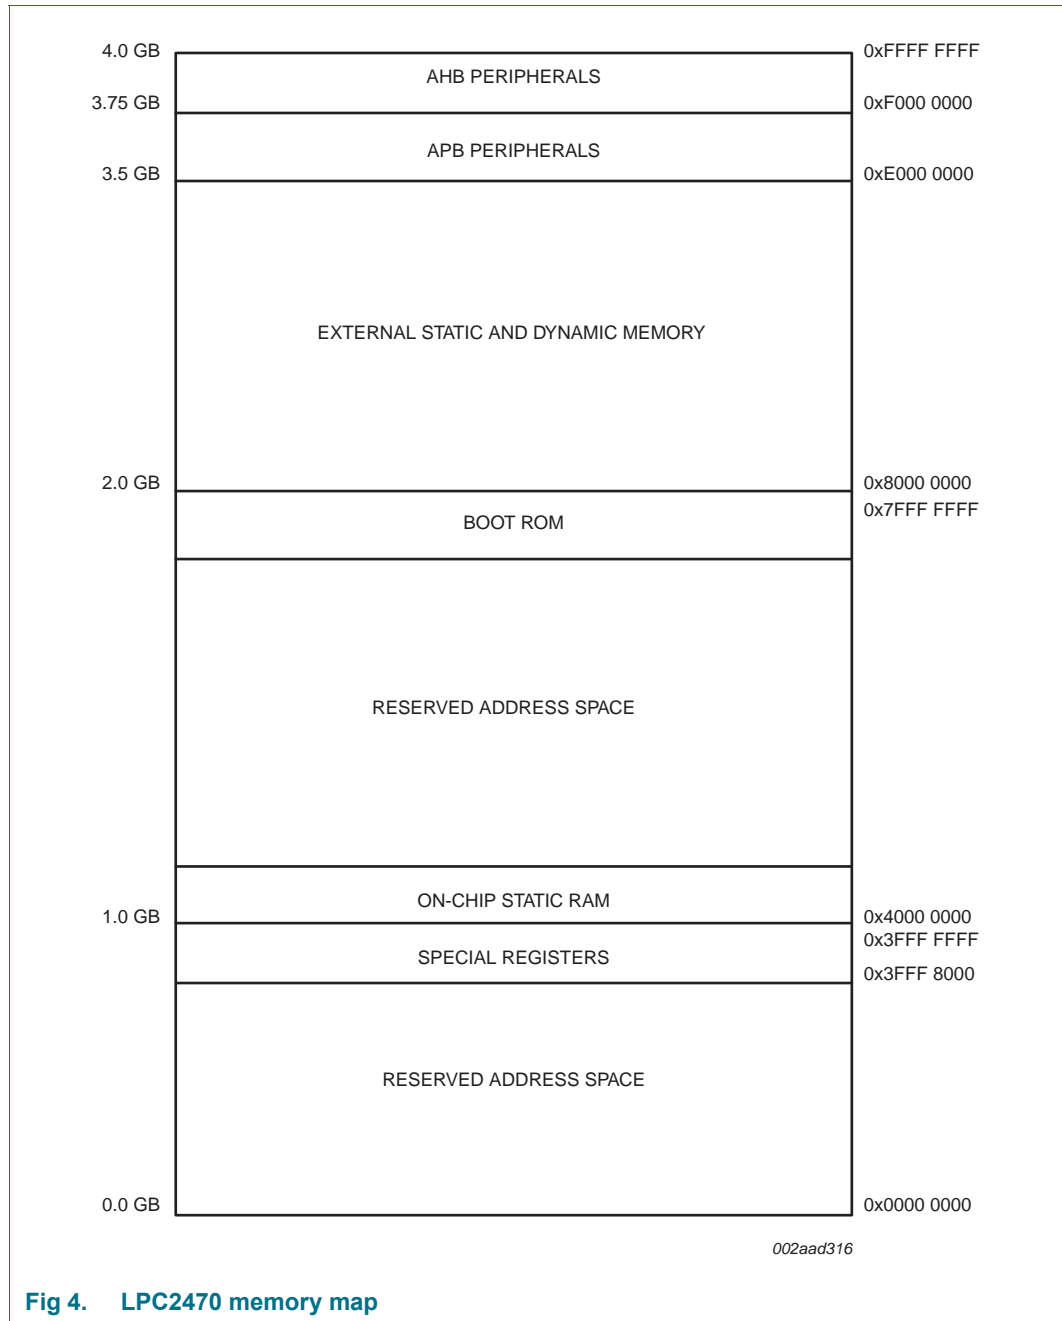 4.0 GB
0xFFFF FFFF
AHB PERIPHERALS
3.75 GB
0xF000 0000
APB PERIPHERALS
3.5 GB
0xE000 0000
EXTERNAL STATIC AND DYNAMIC MEMORY
2.0 GB
0x8000 0000
0x7FFF FFFF
BOOT ROM
RESERVED ADDRESS SPACE
ON-CHIP STATIC RAM
1.0 GB
0x4000 0000
0x3FFF FFFF
SPECIAL REGISTERS
0x3FFF 8000
RESERVED ADDRESS SPACE
0.0 GB
0x0000 0000
002aad316
Fig 4. LPC2470 memory map